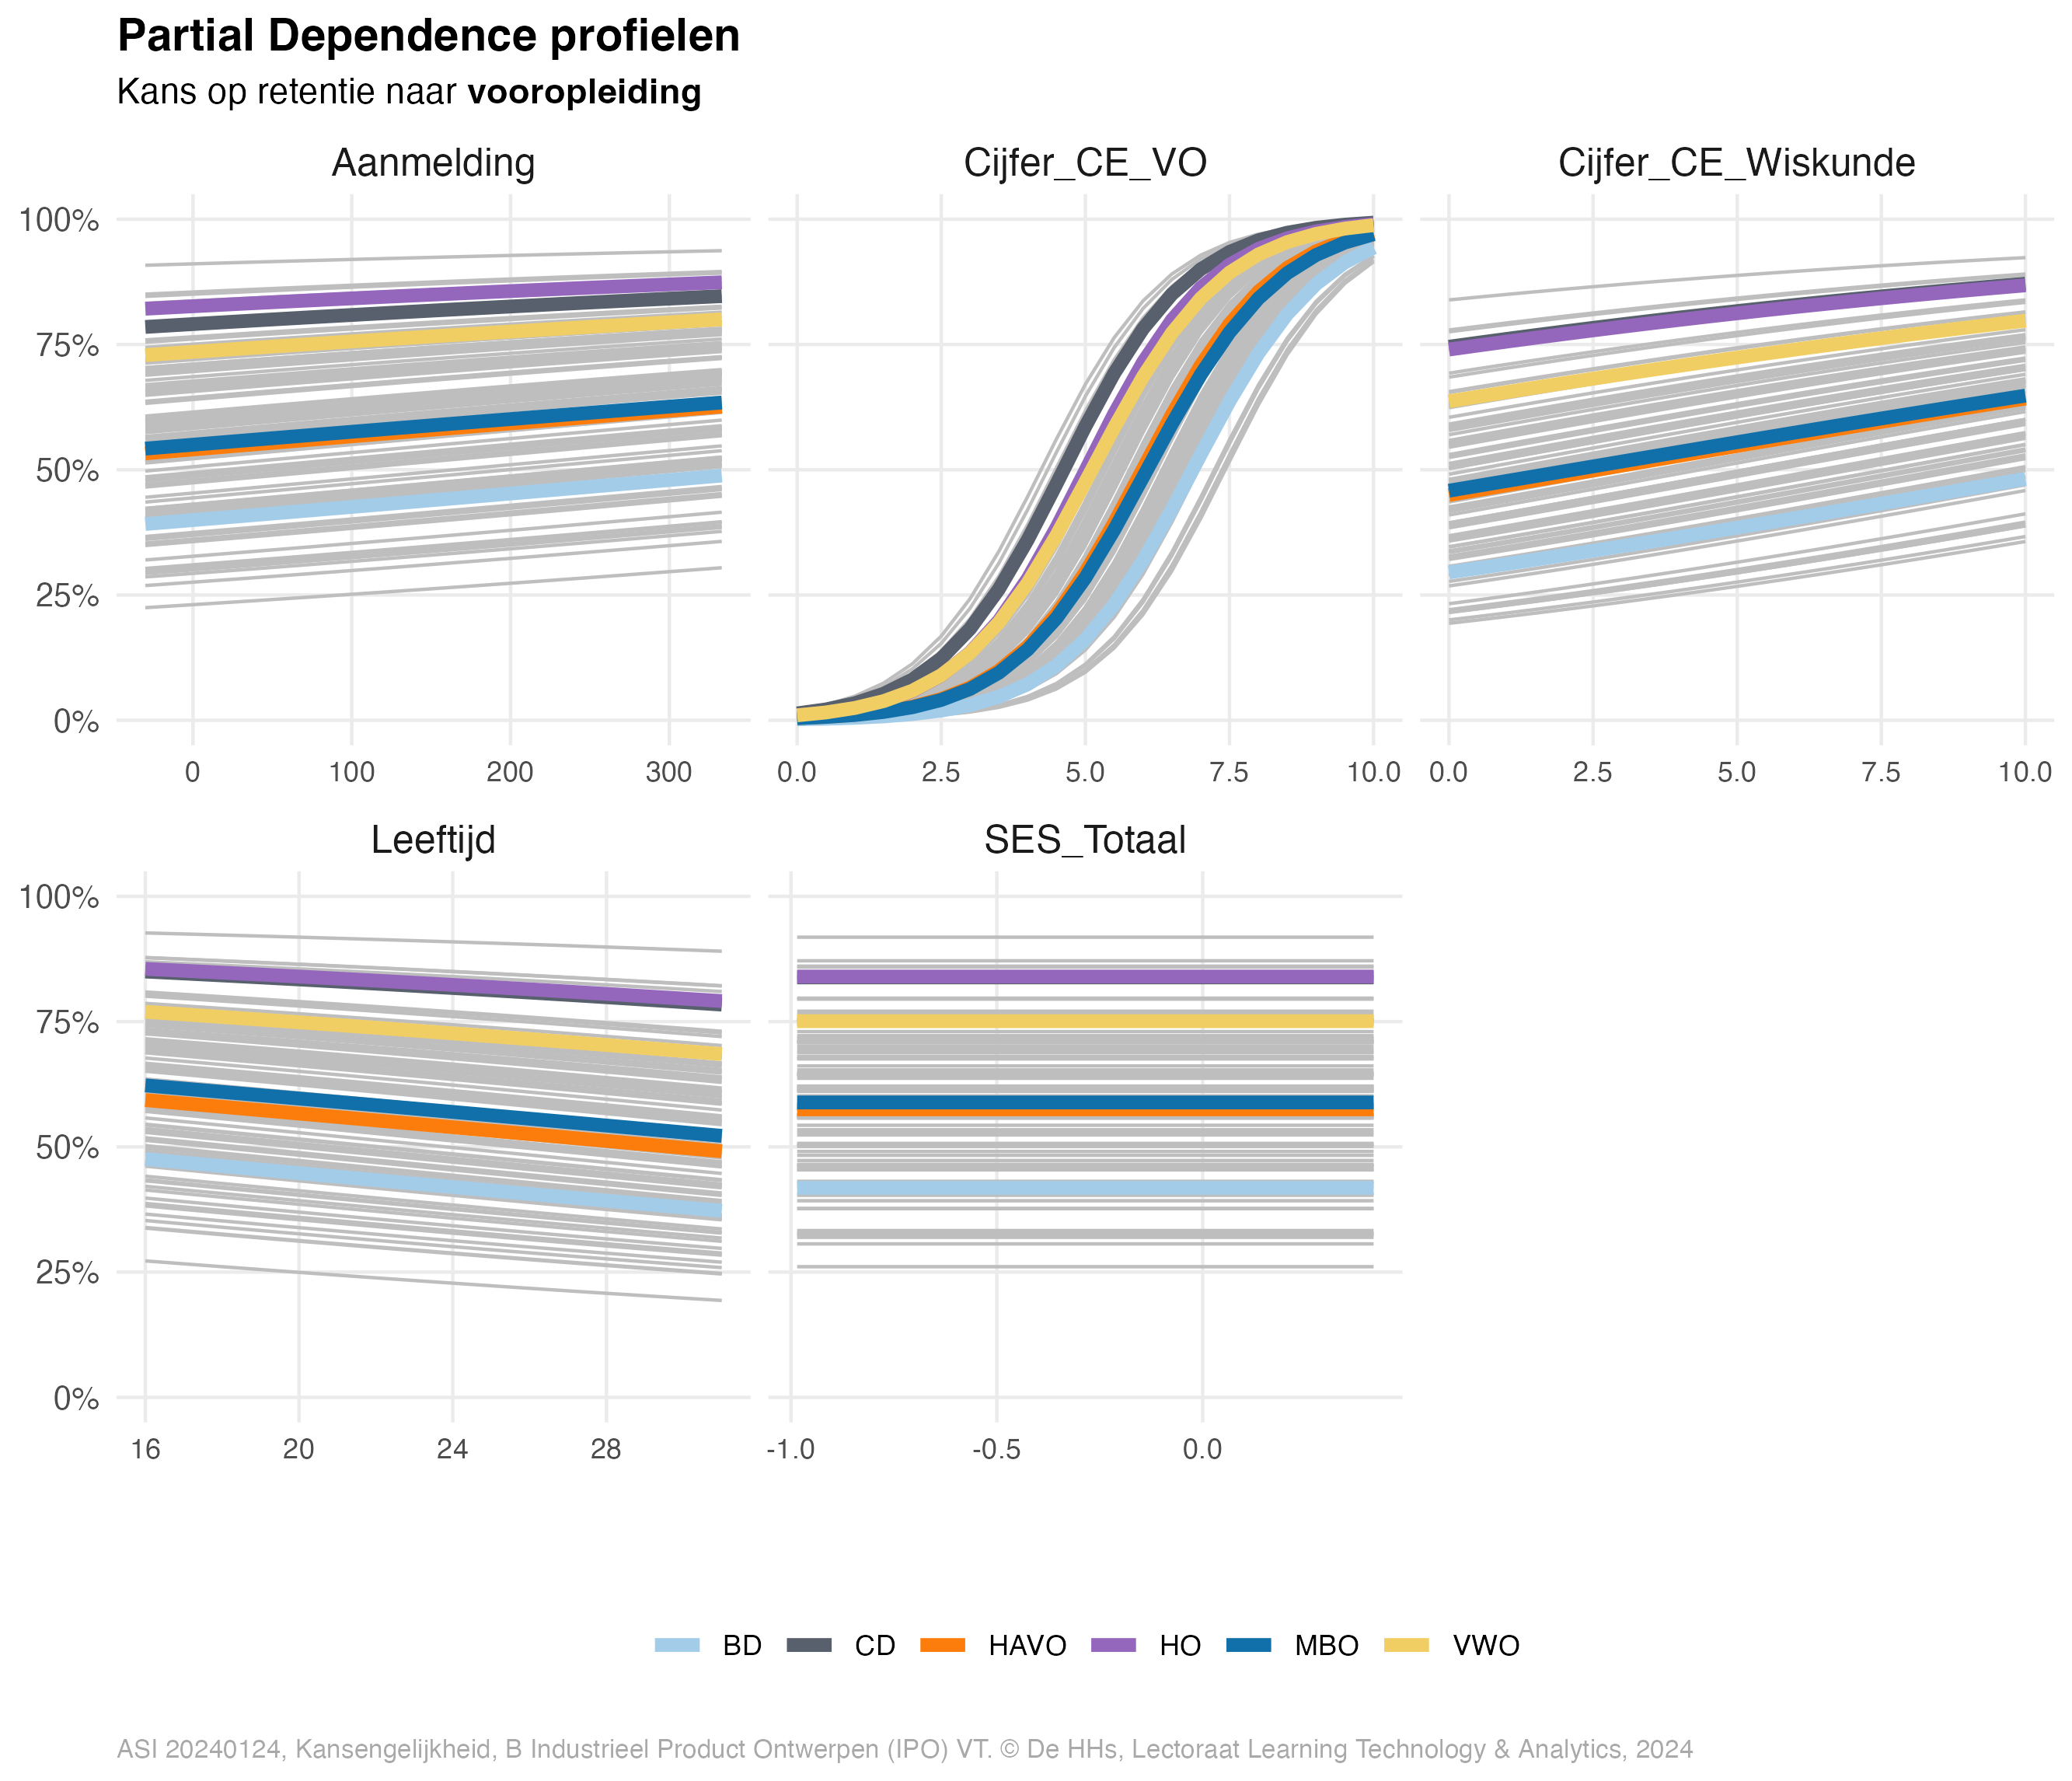 Partial Dependence profielen
Kans op retentie naar vooropleiding
Aanmelding
Cijfer_CE_VO
Cijfer_CE_Wiskunde
100%
75%
50%
25%
0%
0 100 200 300
0.0 2.5 5.0 7.5 10.0
0.0 2.5 5.0 7.5 10.0
Leeftijd
SES_Totaal
100%
75%
50%
25%
0%
16 20 24 28
-1.0 -0.5 0.0
BD CD HAVO HO MBO VWO
ASI 20240124, Kansengelijkheid, B Industrieel Product Ontwerpen (IPO) VT. © De HHs, Lectoraat Learning Technology & Analytics, 2024